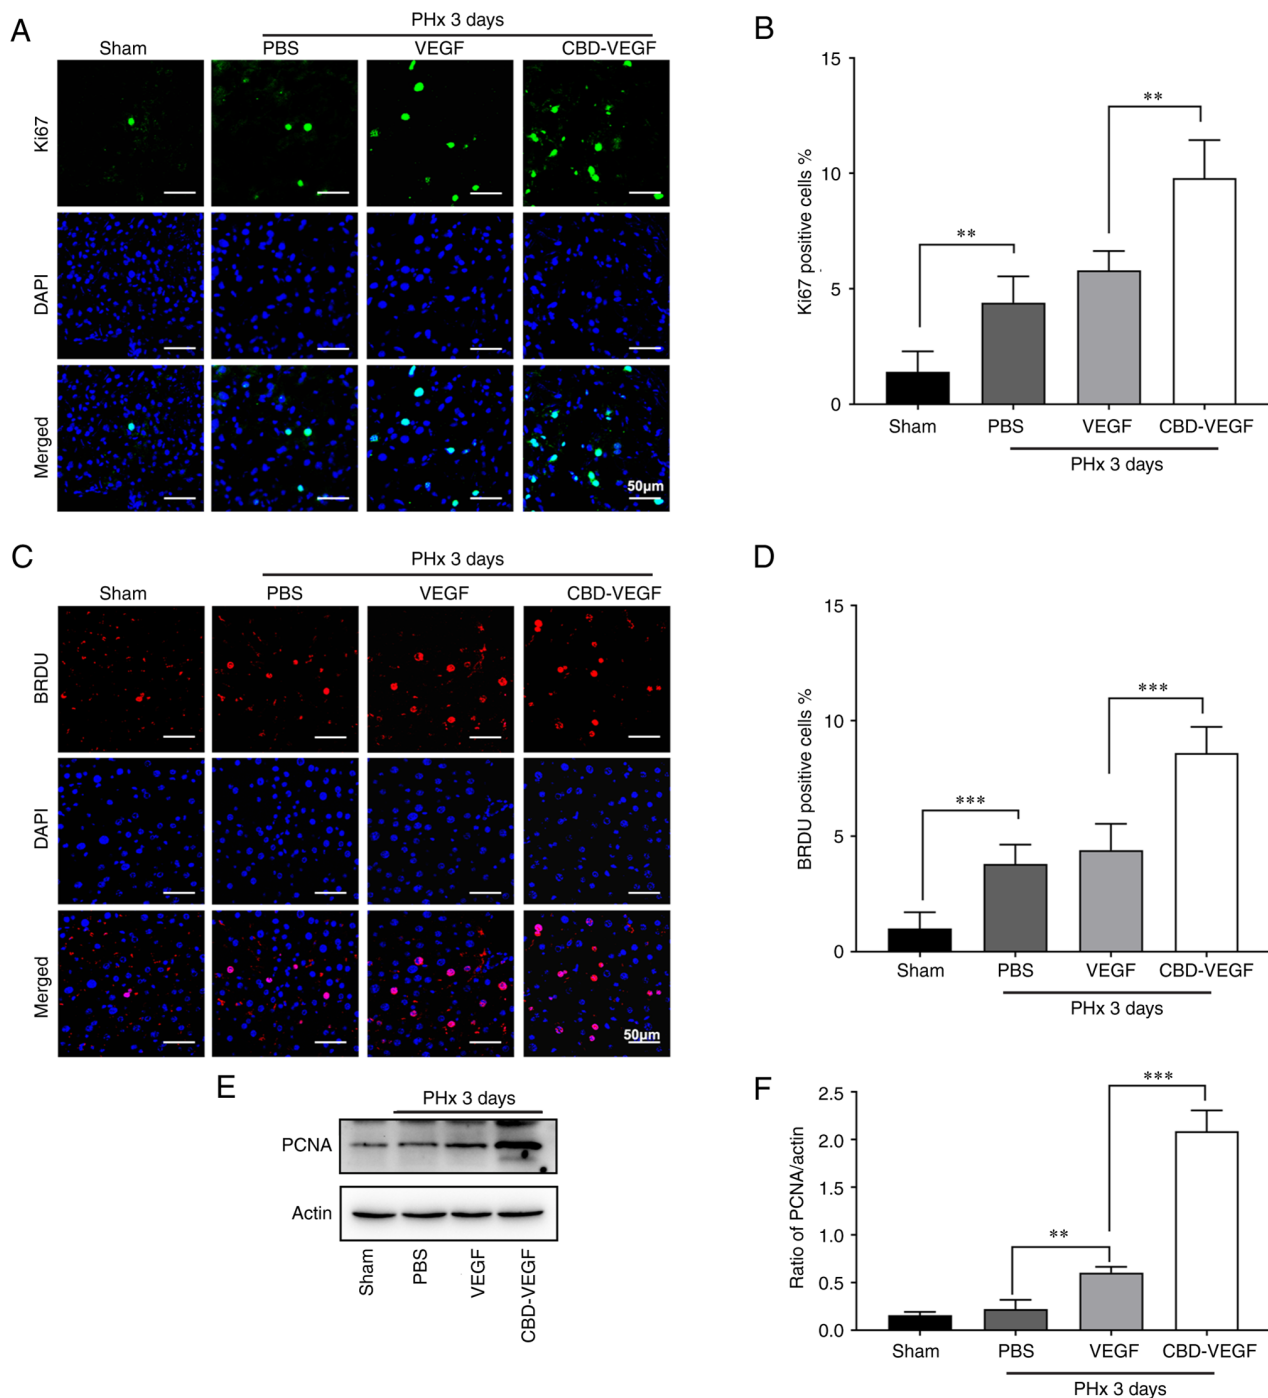 A
PHx 3 days
Sham PBS VEGF CBD-VEGF
Ki67
DAPI
Merged
50µm
B
15
10
5
0
Ki67 positive cells %
**
**
Sham PBS VEGF CBD-VEGF
PHx 3 days
C
PHx 3 days
Sham PBS VEGF CBD-VEGF
BRDU
DAPI
Merged
50µm
D
15
10
5
0
BRDU positive cells %
***
***
Sham PBS VEGF CBD-VEGF
PHx 3 days
E
PHx 3 days
PCNA
Actin
Sham PBS VEGF CBD-VEGF
F
2.5
2.0
1.5
1.0
0.5
0.0
Ratio of PCNA/actin
**
***
Sham PBS VEGF CBD-VEGF
PHx 3 days